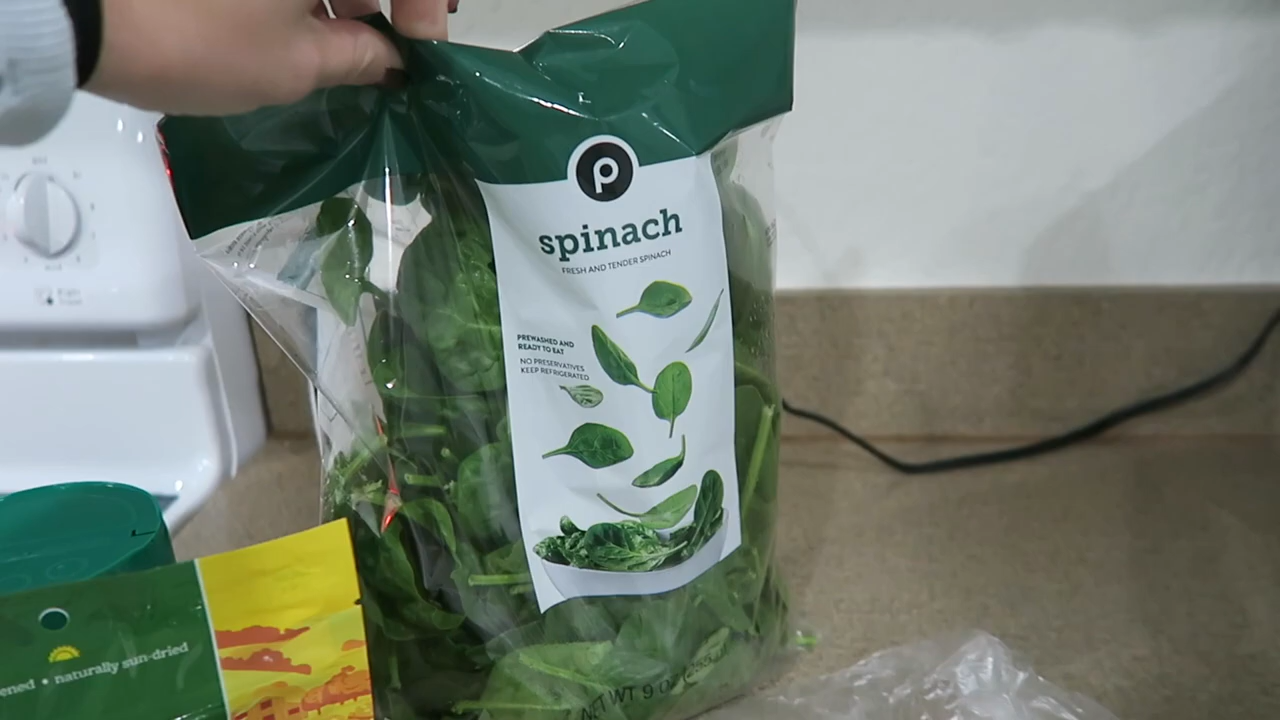 P
spinach
FRESH AND TENDER SPINACH
PREWASHED AND
READY TO EAT
NO PRESERVATIVES
KEEP REFRIGERATED
NET WT 9 OZ
ened • naturally sun-dried